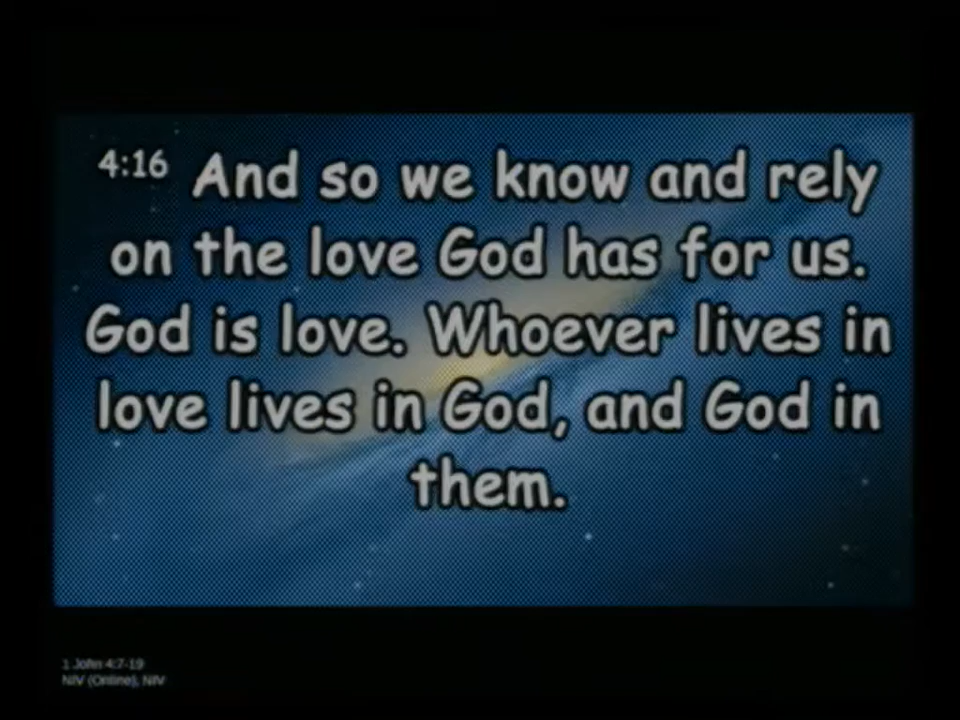 4:16 And so we know and rely
on the love God has for us.
God is love. Whoever lives in
love lives in God, and God in
them.
1 John 4:7-19
NIV (Online), NIV